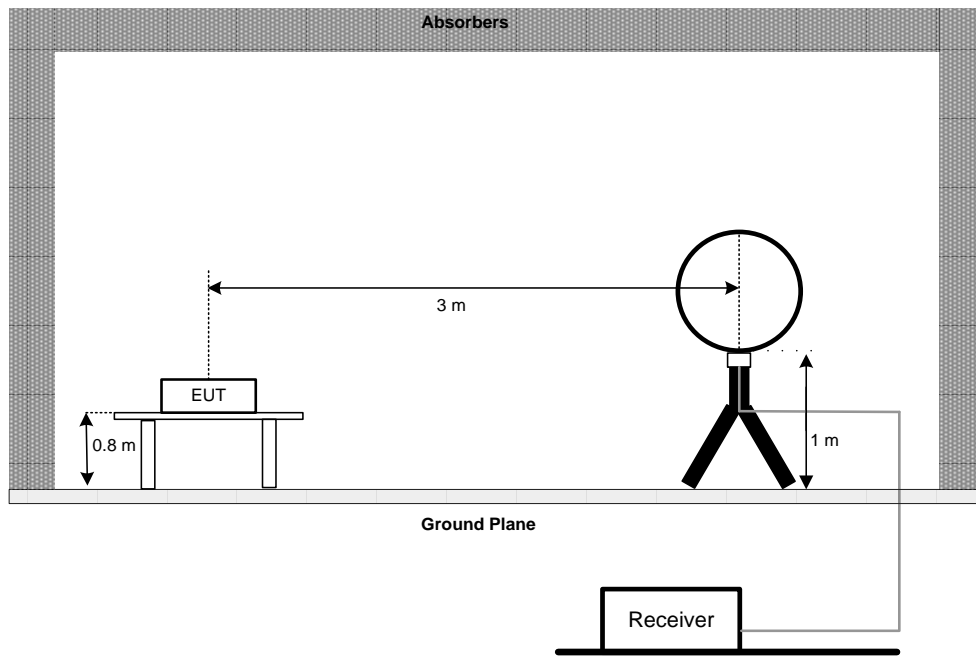 Absorbers
3 m
EUT
0.8 m
1 m
Ground Plane
Receiver